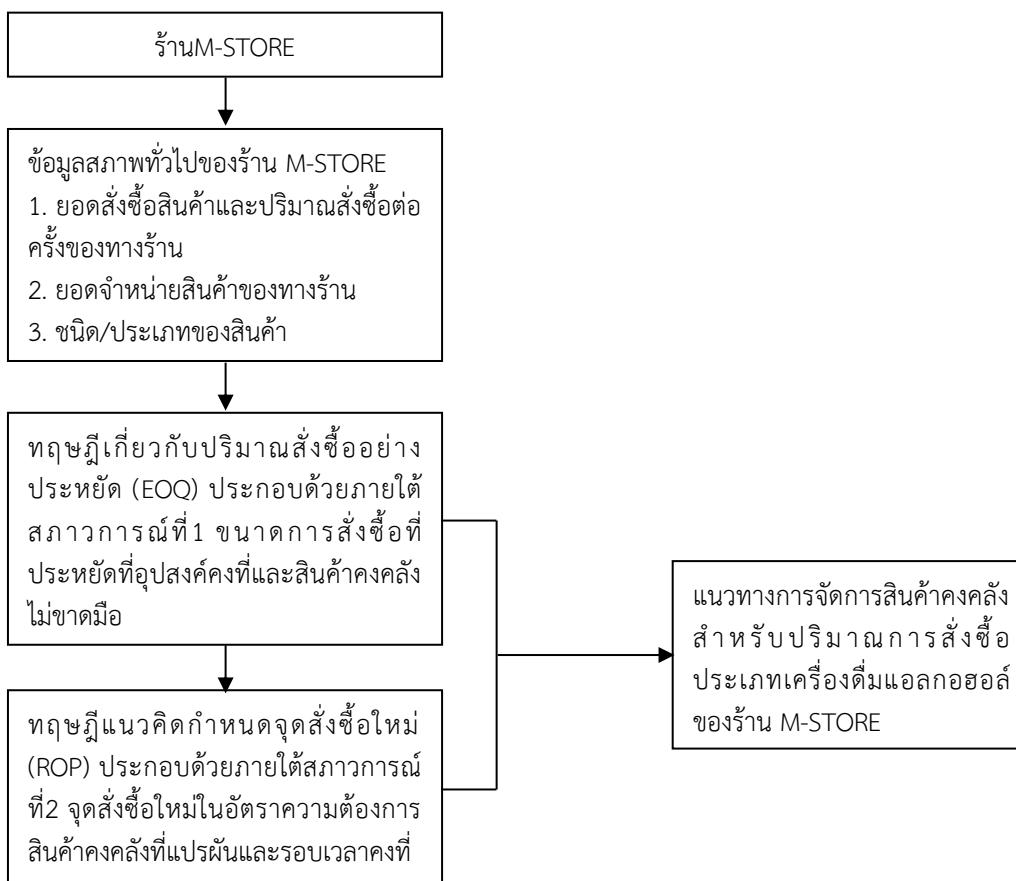 ร้านM-STORE
ข้อมูลสภาพทั่วไปของร้าน M-STORE
1. ยอดสั่งซื้อสินค้าและปริมาณสั่งซื้อต่อ
ครั้งของทางร้าน
2. ยอดจำหน่ายสินค้าของทางร้าน
3. ชนิด/ประเภทของสินค้า
ทฤษฎีเกี่ยวกับปริมาณสั่งซื้ออย่าง
ประหยัด (EOQ) ประกอบด้วยภายใต้
สภาวการณ์ที่1 ขนาดการสั่งซื้อที่
ประหยัดที่อุปสงค์คงที่และสินค้าคงคลัง
ไม่ขาดมือ
ทฤษฎีแนวคิดกำหนดจุดสั่งซื้อใหม่
(ROP) ประกอบด้วยภายใต้สภาวการณ์
ที่2 จุดสั่งซื้อใหม่ในอัตราความต้องการ
สินค้าคงคลังที่แปรผันและรอบเวลาคงที่
แนวทางการจัดการสินค้าคงคลัง
สำหรับปริมาณการสั่งซื้อ
ประเภทเครื่องดื่มแอลกอฮอล์
ของร้าน M-STORE